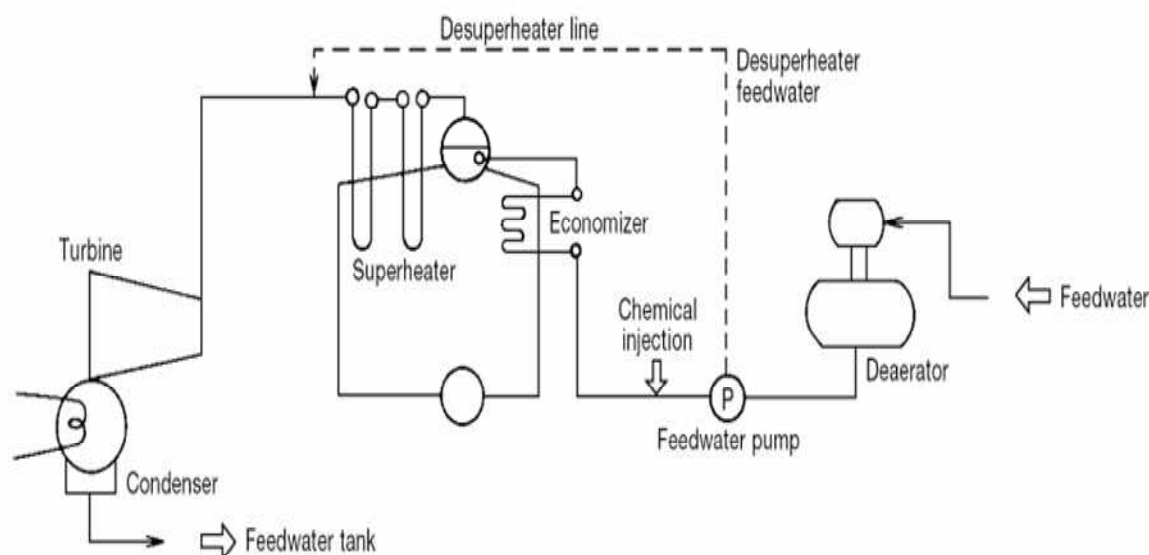 Desuperheater line
Desuperheater
feedwater
Turbine
Superheater
Economizer
Chemical
injection
Feedwater
Deaerator
P
Feedwater pump
Condenser
Feedwater tank